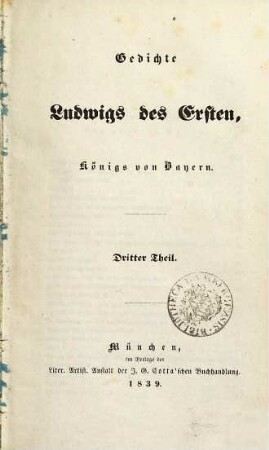 Gedichte
Ludwigs des Ersten,
Königs von Bayern.
Dritter Theil.
München,
im Verlage der
Liter. Artist. Anstalt der J. G. Cotta'schen Buchhandlung.
1839.